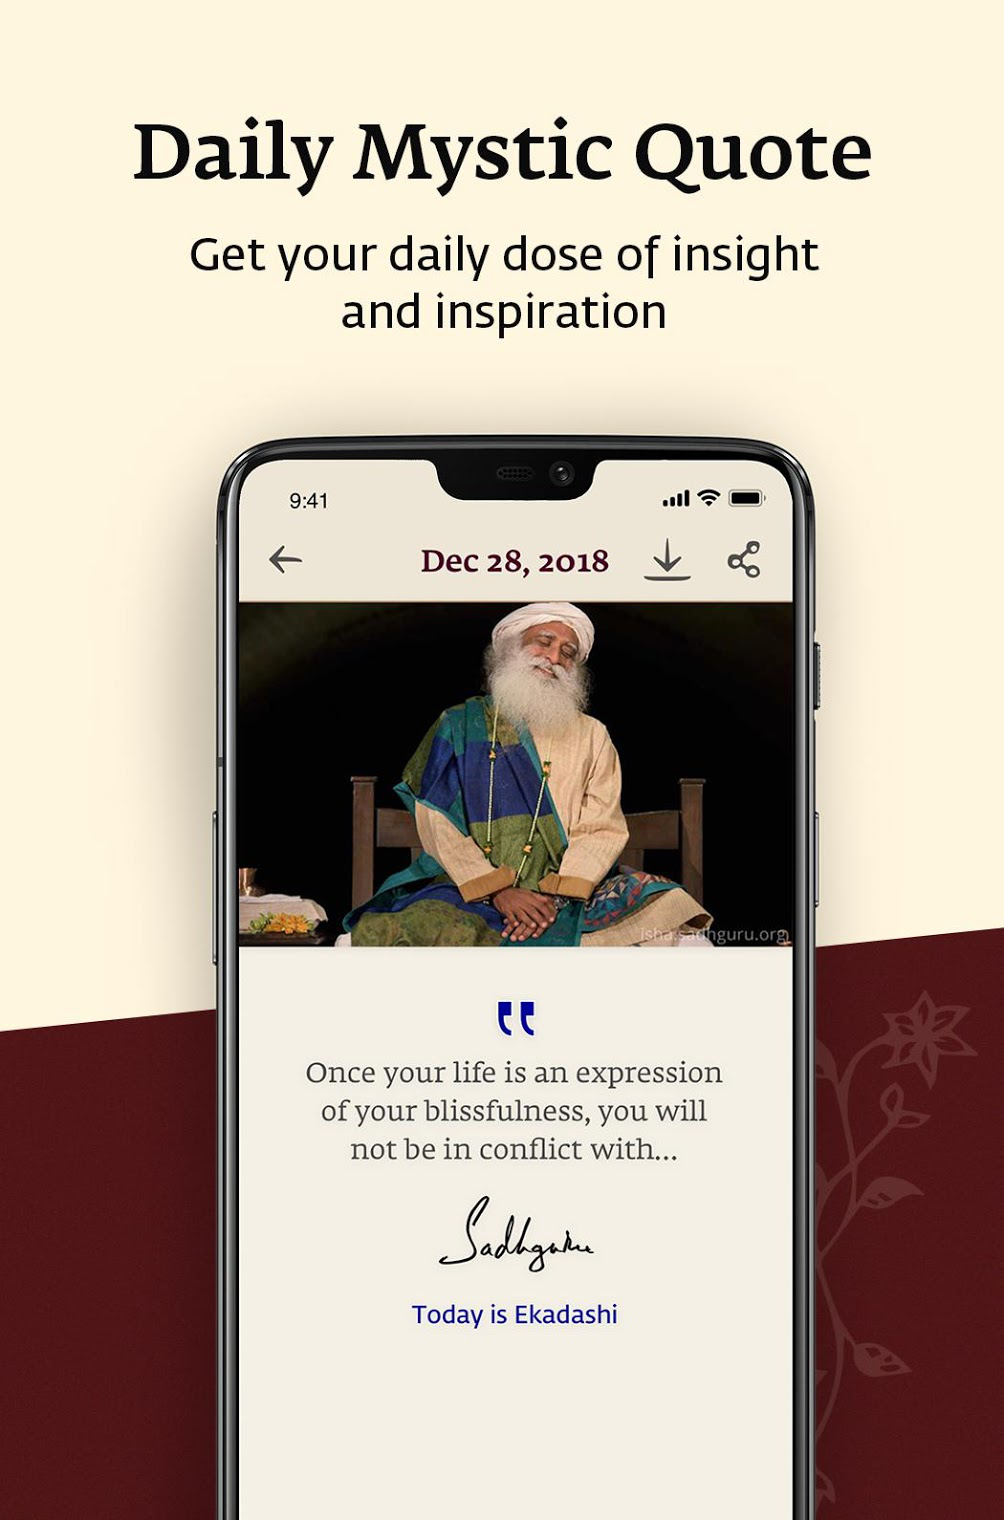 Daily Mystic Quote
Get your daily dose of insight
and inspiration
9:41
Dec 28, 2018
isha.sadhguru.org
Once your life is an expression
of your blissfulness, you will
not be in conflict with...
Sadhguru
Today is Ekadashi